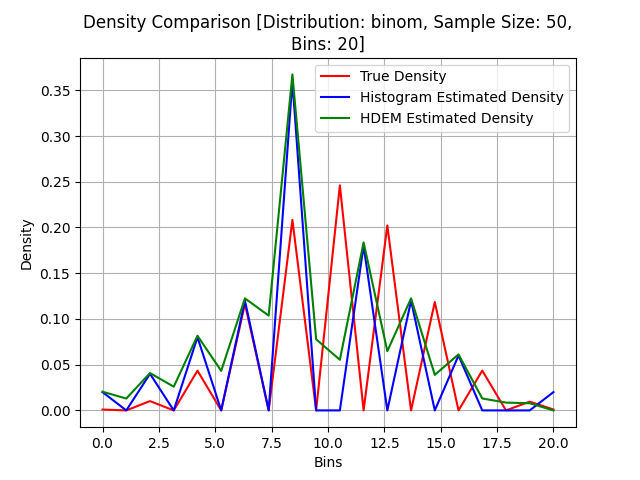 Density Comparison [Distribution: binom, Sample Size: 50,
Bins: 20]
True Density
Histogram Estimated Density
HDEM Estimated Density
0.35
0.30
0.25
0.20
0.15
0.10
0.05
0.00
Density
0.0 2.5 5.0 7.5 10.0 12.5 15.0 17.5 20.0
Bins